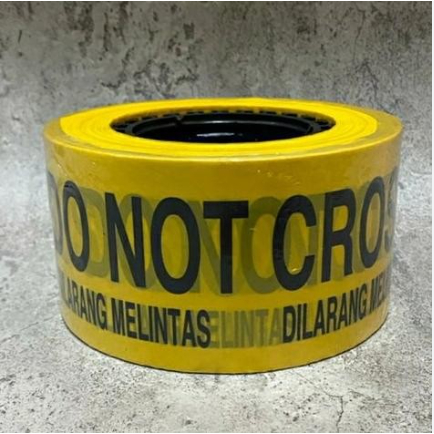 DO NOT CROS
DILARANG MELINTAS DILARANG ME